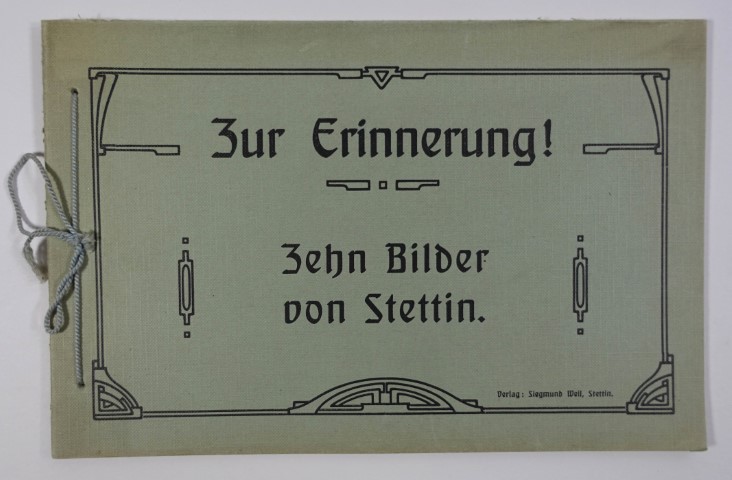 Zur Erinnerung!
Zehn Bilder
von Stettin.
Verlag: Siegmund Weil, Stettin.